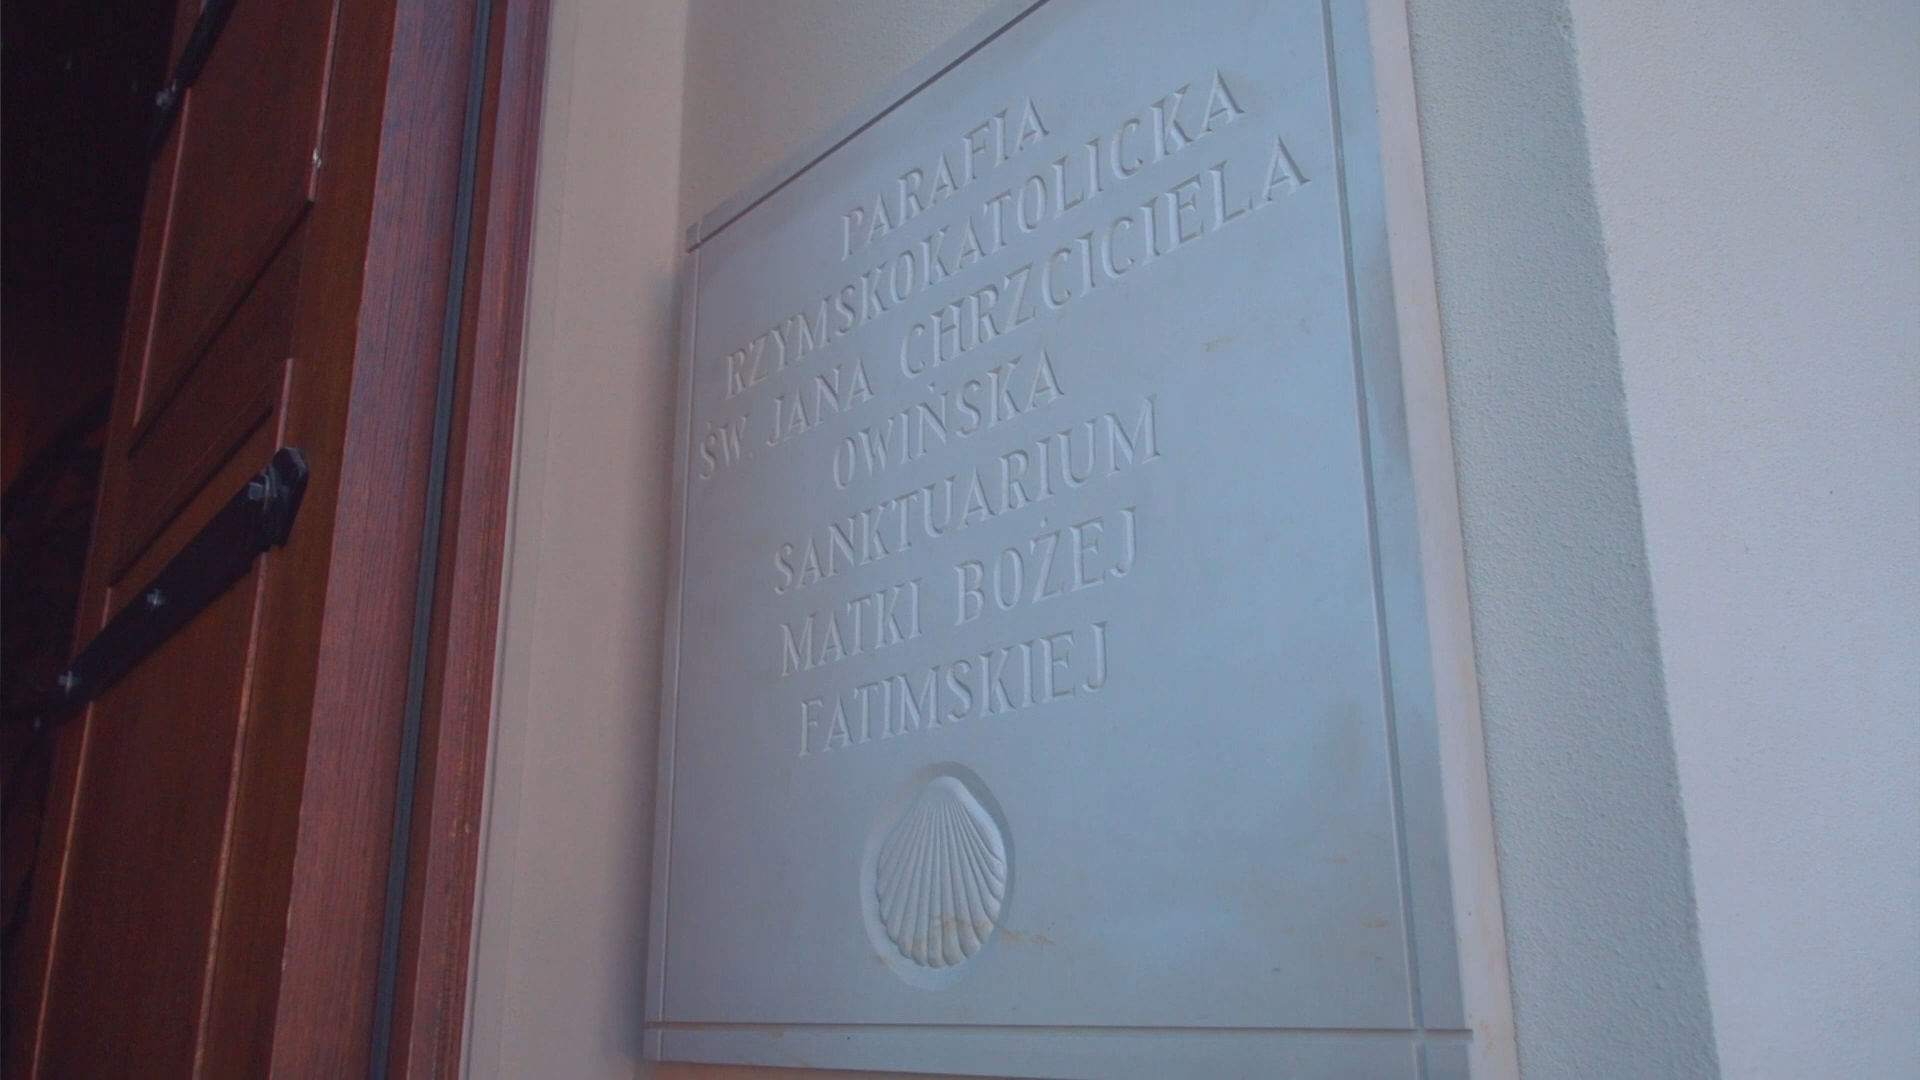 PARAFIA
RZYMSKOKATOLICKA
ŚW. JANA CHRZCICIELA
OWIŃSKA
SANKTUARIUM
MATKI BOŻEJ
FATIMSKIEJ